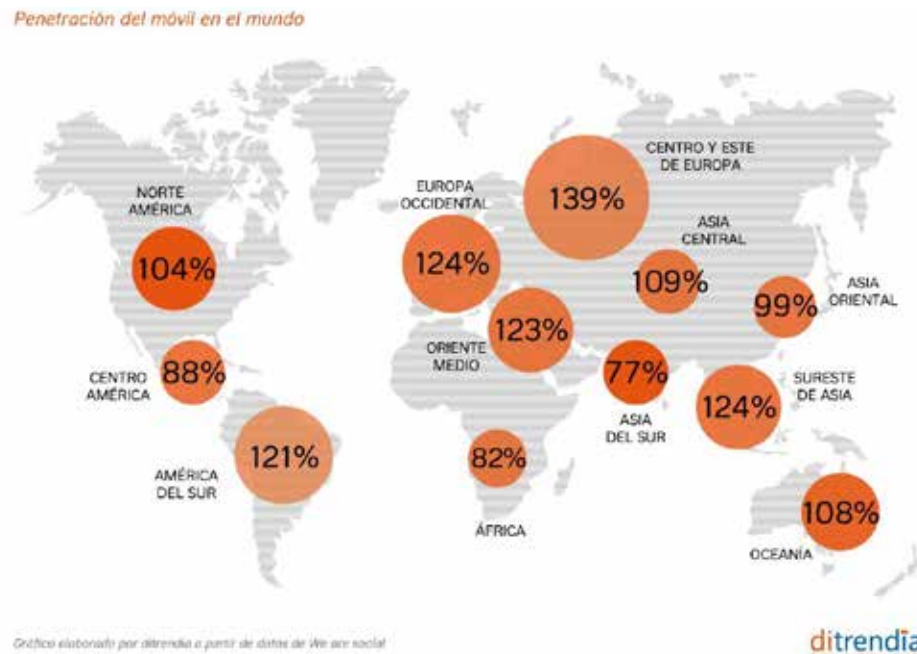 Penetración del móvil en el mundo
NORTE
AMÉRICA
104%
CENTRO
AMÉRICA
88%
AMÉRICA
DEL SUR
121%
EUROPA
OCCIDENTAL
124%
CENTRO Y ESTE
DE EUROPA
139%
ASIA
CENTRAL
109%
ASIA
ORIENTAL
99%
ORIENTE
MEDIO
123%
77%
ASIA
DEL SUR
SURESTE
DE ASIA
124%
82%
ÁFRICA
108%
OCEANÍA
Gráfico elaborado por ditrendia a partir de datos de We are social
ditrendia